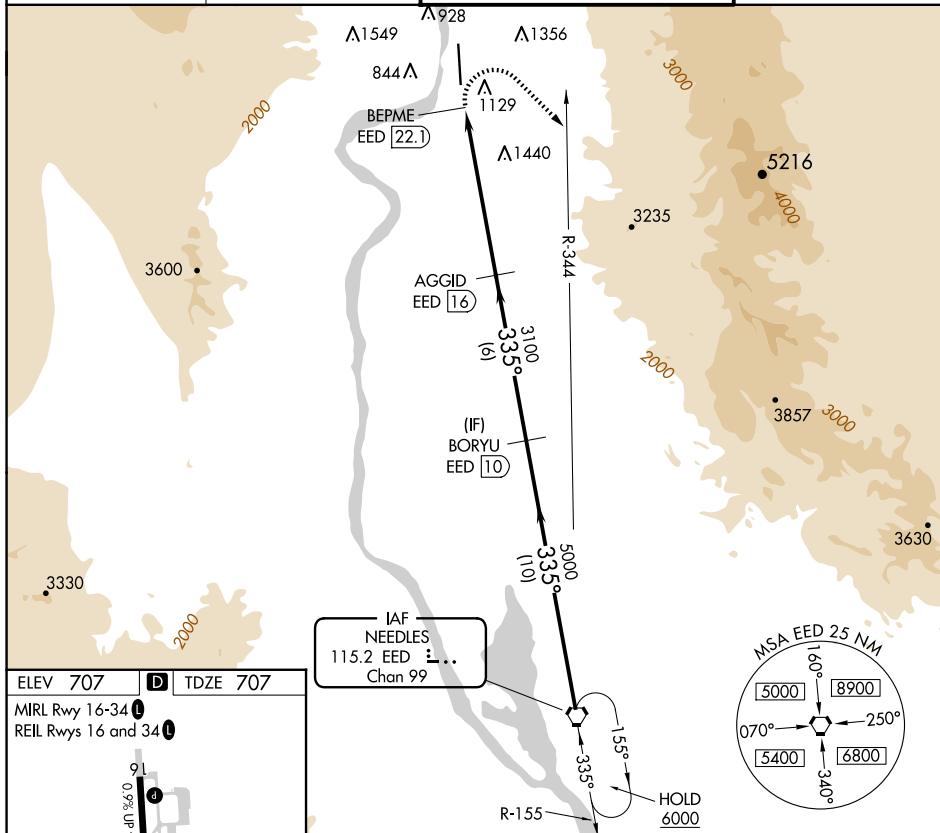 928
1549
1356
844
1129
3000
2000
BEPME
EED 22.1
1440
5216
4000
3235
R-344
3600
AGGID
EED 16
3100
335°
(6)
2000
3857
3000
(IF)
BORYU
EED 10
3630
5000
335°
(10)
3330
2000
IAF
NEEDLES
115.2 EED
Chan 99
MSA EED 25 NM
160°
5000
8900
070°
250°
5400
6800
340°
ELEV 707
D
TDZE 707
MIRL Rwy 16-34 L
REIL Rwys 16 and 34 L
16
P
0.9% UP
155°
335°
HOLD
6000
R-155